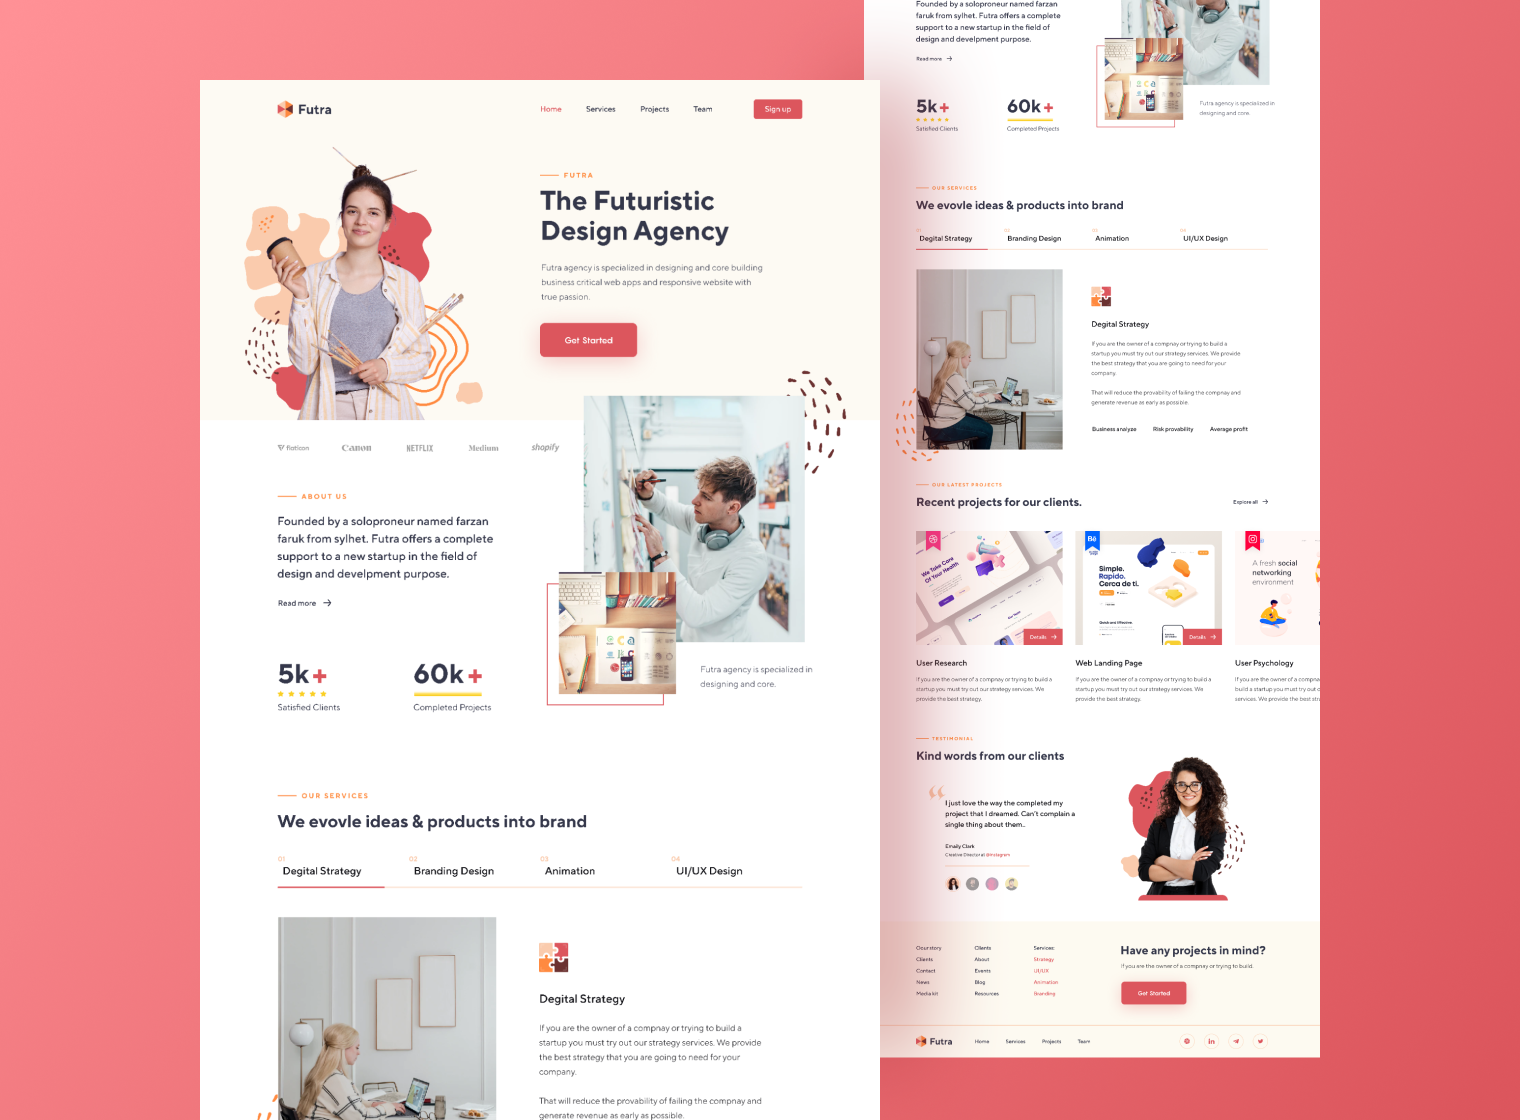 Futra
Home Services Projects Team Sign up
FUTRA
The Futuristic
Design Agency
Futra agency is specialized in designing and core building
business critical web apps and responsive website with
true passion.
Get Started
flaticon Canon NETFLIX Medium shopify
ABOUT US
Founded by a soloproneur named farzan
faruk from sylhet. Futra offers a complete
support to a new startup in the field of
design and develpment purpose.
Read more
5k+
Satisfied Clients
60k+
Completed Projects
Futra agency is specialized in
designing and core.
OUR SERVICES
We evovle ideas & products into brand
01 02 03 04
Degital Strategy Branding Design Animation UI/UX Design
Degital Strategy
If you are the owner of a compnay or trying to build a
startup you must try out our strategy services. We provide
the best strategy that you are going to need for your
company.
That will reduce the provability of failing the compnay and
generate revenue as early as possible.
Founded by a soloproneur named farzan
faruk from sylhet. Futra offers a complete
support to a new startup in the field of
design and develpment purpose.
Read more
5k+
Satisfied Clients
60k+
Completed Projects
Futra agency is specialized in
designing and core.
OUR SERVICES
We evovle ideas & products into brand
01 02 03 04
Degital Strategy Branding Design Animation UI/UX Design
Degital Strategy
If you are the owner of a compnay or trying to build a
startup you must try out our strategy services. We provide
the best strategy that you are going to need for your
company.
That will reduce the provability of failing the compnay and
generate revenue as early as possible.
Business analyze Risk provability Average profit
OUR LATEST PROJECTS
Recent projects for our clients.
Explore all
We Take Care
Of Your Health
Details
User Research
If you are the owner of a compnay or trying to build a
startup you must try out our strategy services. We
provide the best strategy.
Bē
Simple.
Rapido.
Cerca de ti.
Details
Web Landing Page
If you are the owner of a compnay or trying to build a
startup you must try out our strategy services. We
provide the best strategy.
A fresh social
networking
environment
User Psychology
If you are the owner of a compna
build a startup you must try out o
services. We provide the best str
TESTIMONIAL
Kind words from our clients
I just love the way the completed my
project that I dreamed. Can't complain a
single thing about them..
Emaily Clark
Creative Director at @Instagram
Oour story
Clients
Contact
News
Media kit
Clients
About
Events
Blog
Resources
Services
Strategy
UI/UX
Animation
Branding
Have any projects in mind?
If you are the owner of a compnay or trying to build.
Get Started
Futra Home Services Projects Team
in